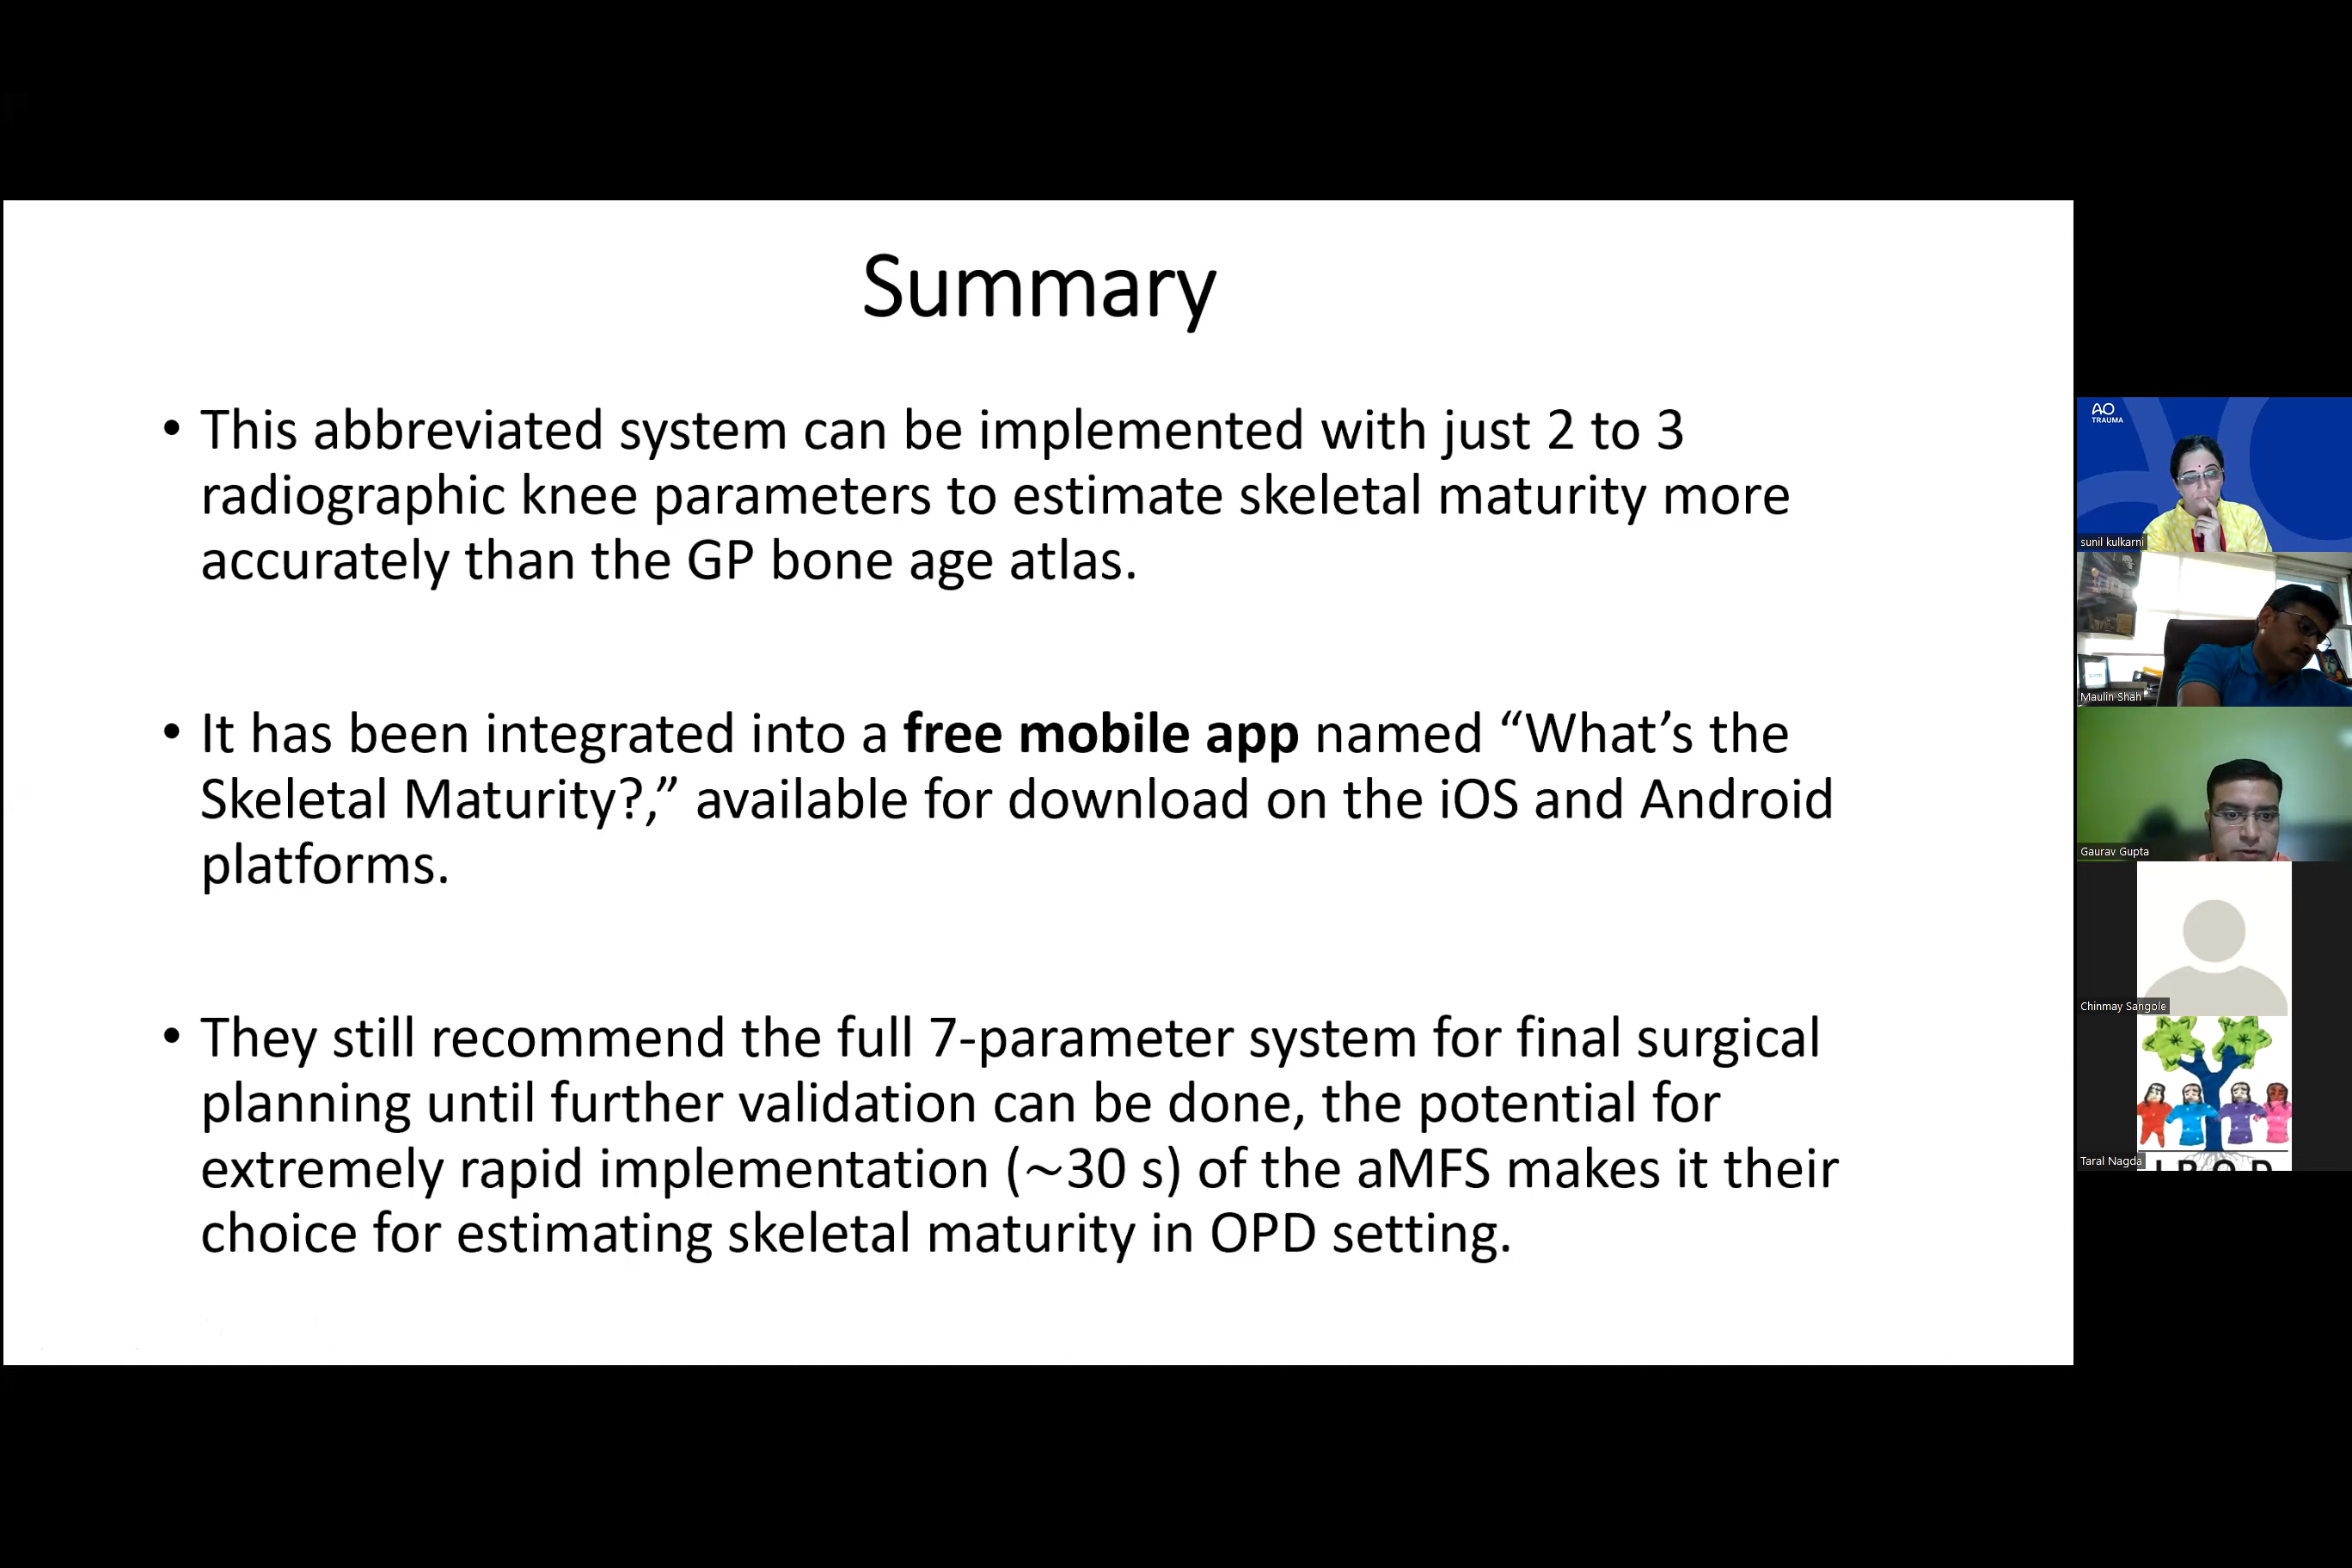 Summary
• This abbreviated system can be implemented with just 2 to 3
radiographic knee parameters to estimate skeletal maturity more
accurately than the GP bone age atlas.
• It has been integrated into a free mobile app named “What’s the
Skeletal Maturity?,” available for download on the iOS and Android
platforms.
• They still recommend the full 7-parameter system for final surgical
planning until further validation can be done, the potential for
extremely rapid implementation (~30 s) of the aMFS makes it their
choice for estimating skeletal maturity in OPD setting.
AO
TRAUMA
sunil kulkarni
Maulin Shah
Gaurav Gupta
Chinmay Sangole
Taral Nagda